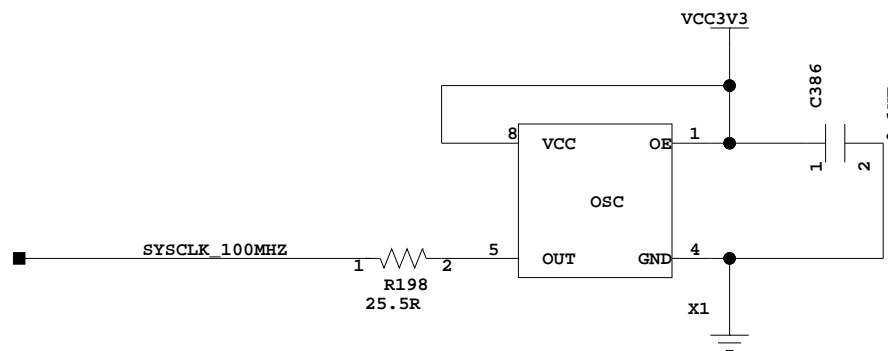 VCC3V3
C386
8
VCC
OE
1
1
2
OSC
SYSCLK_100MHZ
1
2
5
OUT
GND
4
R198
25.5R
X1